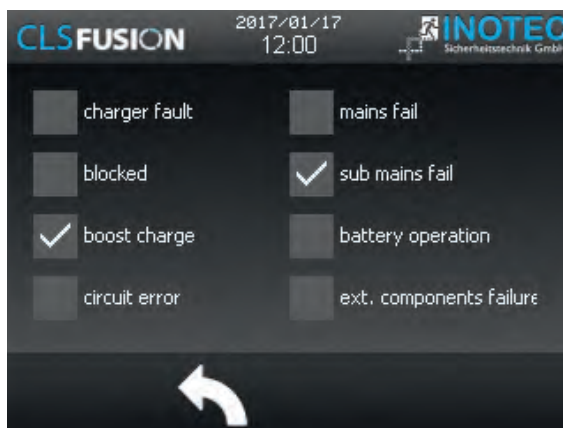 CLSFUSION
2017/01/17
12:00
INOTEC
Sicherheitstechnik GmbH
charger fault
mains fail
blocked
sub mains fail
boost charge
battery operation
circuit error
ext. components failure